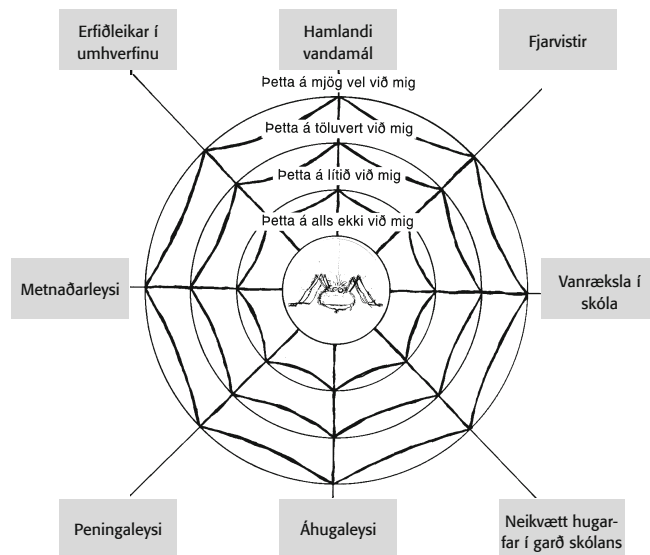 Erfiðleikar í
umhverfinu
Hamlandi
vandamál
Fjarvistir
Þetta á mjög vel við mig
Þetta á töluvert við mig
Þetta á lítið við mig
Þetta á alls ekki við mig
Metnaðarleysi
Vanræksla í
skóla
Peningaleysi
Áhugaleysi
Neikvætt hugar-
far í garð skólans